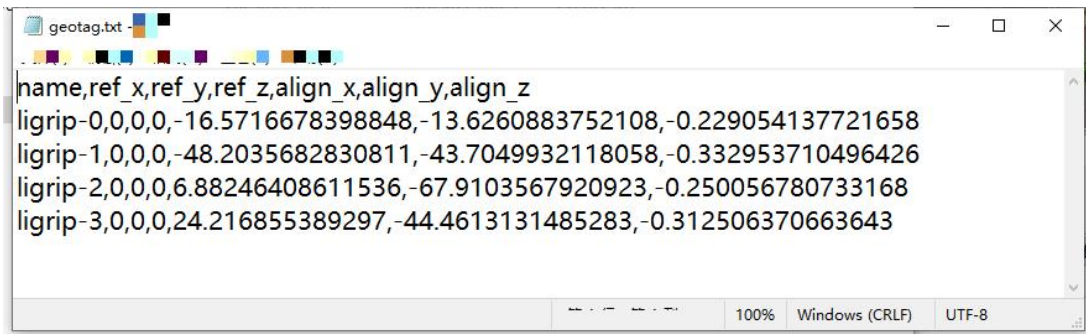 geotag.txt -
name,ref_x,ref_y,ref_z,align_x,align_y,align_z
ligrip-0,0,0,0,-16.5716678398848,-13.6260883752108,-0.229054137721658
ligrip-1,0,0,0,-48.2035682830811,-43.7049932118058,-0.332953710496426
ligrip-2,0,0,0,6.88246408611536,-67.9103567920923,-0.250056780733168
ligrip-3,0,0,0,24.216855389297,-44.4613131485283,-0.312506370663643
100% Windows (CRLF) UTF-8